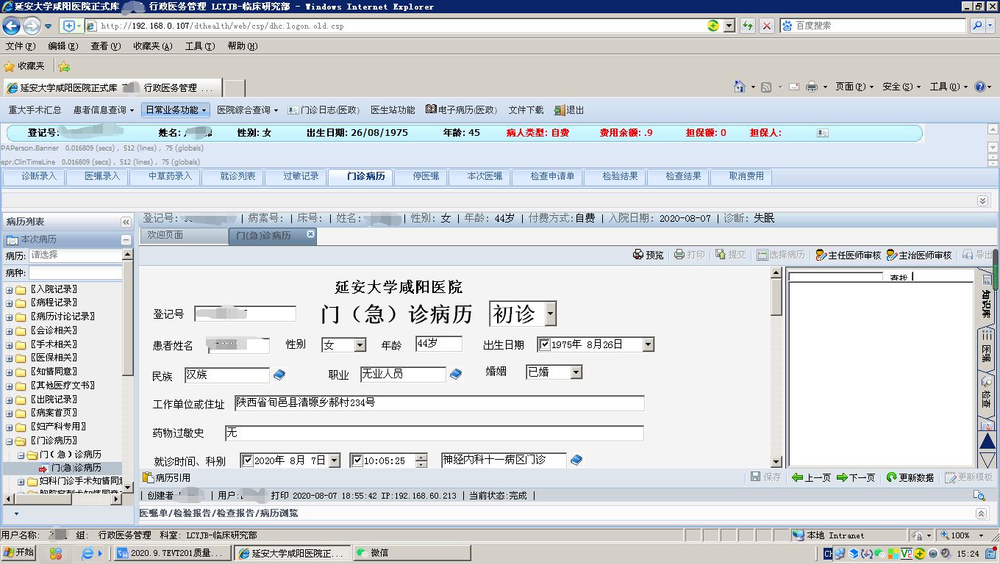 延安大学咸阳医院正式库 行政医务管理 LCYJB-临床研究部 - Windows Internet Explorer
http://192.168.0.107/dthealth/web/csp/dhc.logon.old.csp 百度搜索
文件(F) 编辑(E) 查看(V) 收藏夹(A) 工具(T) 帮助(H)
收藏夹
延安大学咸阳医院正式库 行政医务管理 ... 页面(P) 安全(S) 工具(O)
重大手术汇总 患者信息查询 日常业务功能 医院综合查询 门诊日志(医政) 医生站功能 电子病历(医政) 文件下载 退出
登记号: 姓名: 性别: 女 出生日期: 26/08/1975 年龄: 45 病人类型: 自费 费用余额: .9 担保额: 0 担保人:
PAPerson.Banner 0.016809 (secs) , 512 (lines) , 75 (globals)
epr.ClinTimeLine 0.016809 (secs) , 512 (lines) , 75 (globals)
诊断录入 医嘱录入 中草药录入 就诊列表 过敏记录 门诊病历 停医嘱 本次医嘱 检查申请单 检验结果 检查结果 取消费用
病历列表
登记号: | 病案号: | 床号: | 姓名: | 性别: 女 | 年龄: 44岁 | 付费方式:自费 | 入院日期: 2020-08-07 | 诊断: 失眠
本次病历
欢迎页面 门(急)诊病历
病历: 请选择
预览 打印 提交 选择病历 主任医师审核 主治医师审核 导出
病种:
〖入院记录〗
〖病程记录〗
〖病历讨论记录〗
〖会诊相关〗
〖手术相关〗
〖医保相关〗
〖知情同意〗
〖其他医疗文书〗
〖出院记录〗
〖病案首页〗
〖妇产科专用〗
〖门诊病历〗
门(急)诊病历
门(急)诊病历
妇科门诊手术知情同意
延安大学咸阳医院
登记号 门（急）诊病历 初诊
患者姓名 性别 女 年龄 44岁 出生日期 1975年 8月26日
民族 汉族 职业 无业人员 婚姻 已婚
工作单位或住址 陕西省旬邑县清塬乡郝村234号
药物过敏史 无
就诊时间、科别 2020年 8月 7日 10:05:25 神经内科十一病区门诊
查找
知识库
医嘱
检查
病历引用 保存 上一页 下一页 更新数据 更新模板
| 创建者 | 用户: 打印 2020-08-07 18:55:42 IP:192.168.60.213 | 当前状态:完成 |
医嘱单/检验报告/检查报告/病历浏览
用户名称: 组: 行政医务管理 科室: LCYJB-临床研究部 本地 Intranet 100%
开始 2020.9.7EVT201质量... 延安大学咸阳医院正... 微信 CH 15:24